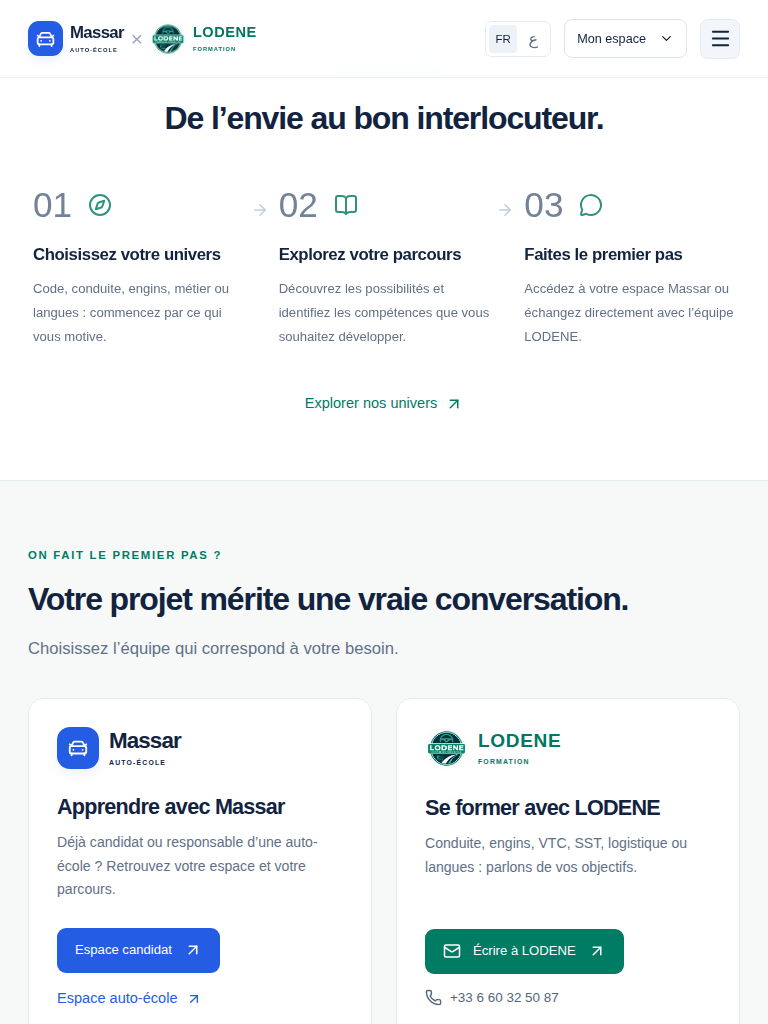 Massar
AUTO-ÉCOLE
×
LODENE
LODENE
FORMATION
FR
ع
Mon espace
De l’envie au bon interlocuteur.
01
02
03
Choisissez votre univers
Code, conduite, engins, métier ou
langues : commencez par ce qui
vous motive.
Explorez votre parcours
Découvrez les possibilités et
identifiez les compétences que vous
souhaitez développer.
Faites le premier pas
Accédez à votre espace Massar ou
échangez directement avec l’équipe
LODENE.
Explorer nos univers
ON FAIT LE PREMIER PAS ?
Votre projet mérite une vraie conversation.
Choisissez l’équipe qui correspond à votre besoin.
Massar
AUTO-ÉCOLE
Apprendre avec Massar
Déjà candidat ou responsable d’une auto-
école ? Retrouvez votre espace et votre
parcours.
Espace candidat
Espace auto-école
LODENE
LODENE
FORMATION
Se former avec LODENE
Conduite, engins, VTC, SST, logistique ou
langues : parlons de vos objectifs.
Écrire à LODENE
+33 6 60 32 50 87